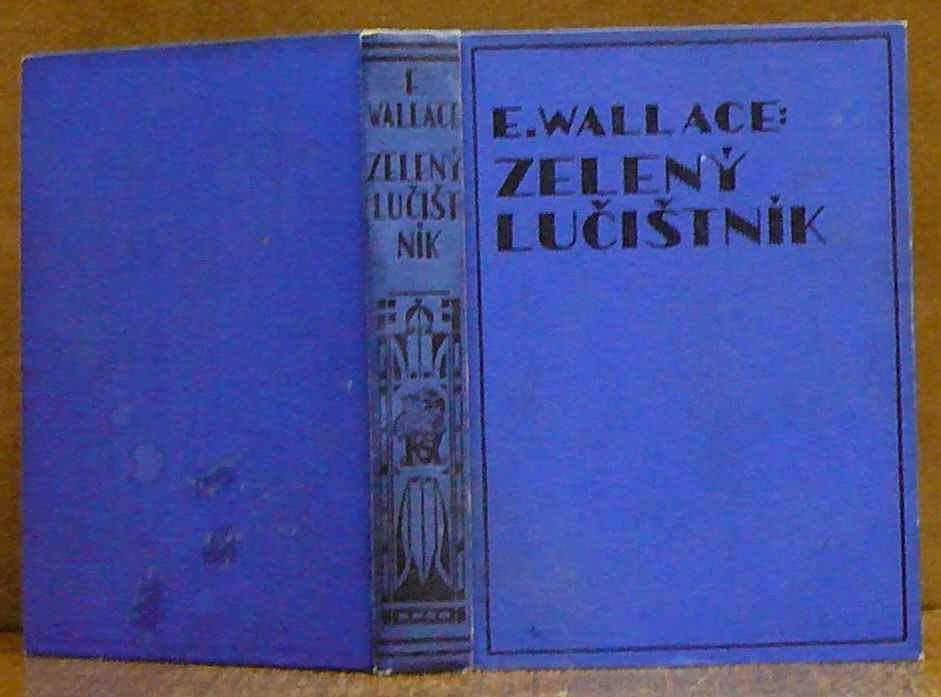 E.
WALLACE
ZELENÝ
LUČIŠT
NÍK
E. WALLACE:
ZELENÝ
LUČIŠTNÍK